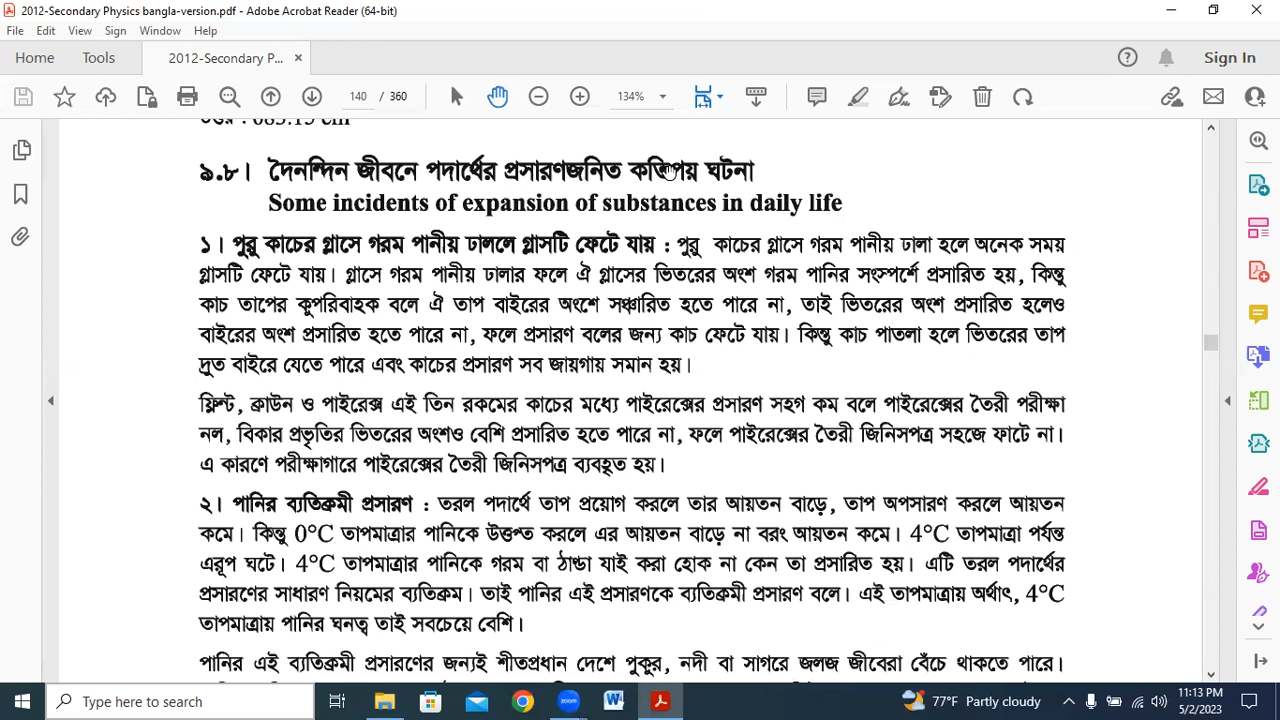 2012-Secondary Physics bangla-version.pdf - Adobe Acrobat Reader (64-bit)
File Edit View Sign Window Help
Home Tools 2012-Secondary P... × Sign In
140 / 360 134%
৯.৮। দৈনন্দিন জীবনে পদার্থের প্রসারণজনিত কতিপয় ঘটনা
Some incidents of expansion of substances in daily life
১। পুরু কাচের গ্লাসে গরম পানীয় ঢাললে গ্লাসটি ফেটে যায় : পুরু কাচের গ্লাসে গরম পানীয় ঢালা হলে অনেক সময়
গ্লাসটি ফেটে যায়। গ্লাসে গরম পানীয় ঢালার ফলে ঐ গ্লাসের ভিতরের অংশ গরম পানির সংস্পর্শে প্রসারিত হয়, কিন্তু
কাচ তাপের কুপরিবাহক বলে ঐ তাপ বাইরের অংশে সঞ্চারিত হতে পারে না, তাই ভিতরের অংশ প্রসারিত হলেও
বাইরের অংশ প্রসারিত হতে পারে না, ফলে প্রসারণ বলের জন্য কাচ ফেটে যায়। কিন্তু কাচ পাতলা হলে ভিতরের তাপ
দ্রুত বাইরে যেতে পারে এবং কাচের প্রসারণ সব জায়গায় সমান হয়।
ফ্লিন্ট, ক্রাউন ও পাইরেক্স এই তিন রকমের কাচের মধ্যে পাইরেক্সের প্রসারণ সহগ কম বলে পাইরেক্সের তৈরী পরীক্ষা
নল, বিকার প্রভৃতির ভিতরের অংশও বেশি প্রসারিত হতে পারে না, ফলে পাইরেক্সের তৈরী জিনিসপত্র সহজে ফাটে না।
এ কারণে পরীক্ষাগারে পাইরেক্সের তৈরী জিনিসপত্র ব্যবহৃত হয়।
২। পানির ব্যতিক্রমী প্রসারণ : তরল পদার্থে তাপ প্রয়োগ করলে তার আয়তন বাড়ে, তাপ অপসারণ করলে আয়তন
কমে। কিন্তু 0°C তাপমাত্রার পানিকে উত্তপ্ত করলে এর আয়তন বাড়ে না বরং আয়তন কমে। 4°C তাপমাত্রা পর্যন্ত
এরূপ ঘটে। 4°C তাপমাত্রার পানিকে গরম বা ঠাণ্ডা যাই করা হোক না কেন তা প্রসারিত হয়। এটি তরল পদার্থের
প্রসারণের সাধারণ নিয়মের ব্যতিক্রম। তাই পানির এই প্রসারণকে ব্যতিক্রমী প্রসারণ বলে। এই তাপমাত্রায় অর্থাৎ, 4°C
তাপমাত্রায় পানির ঘনত্ব তাই সবচেয়ে বেশি।
পানির এই ব্যতিক্রমী প্রসারণের জন্যই শীতপ্রধান দেশে পুকুর, নদী বা সাগরে জলজ জীবেরা বেঁচে থাকতে পারে।
Type here to search
zoom
77°F Partly cloudy
11:13 PM
5/2/2023